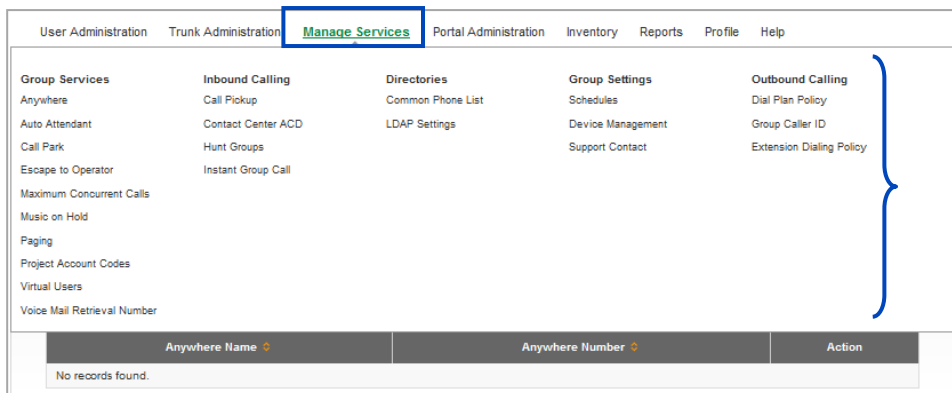 User Administration Trunk Administration Manage Services Portal Administration Inventory Reports Profile Help
Group Services
Anywhere
Auto Attendant
Call Park
Escape to Operator
Maximum Concurrent Calls
Music on Hold
Paging
Project Account Codes
Virtual Users
Voice Mail Retrieval Number
Inbound Calling
Call Pickup
Contact Center ACD
Hunt Groups
Instant Group Call
Directories
Common Phone List
LDAP Settings
Group Settings
Schedules
Device Management
Support Contact
Outbound Calling
Dial Plan Policy
Group Caller ID
Extension Dialing Policy
Anywhere Name Anywhere Number Action
No records found.